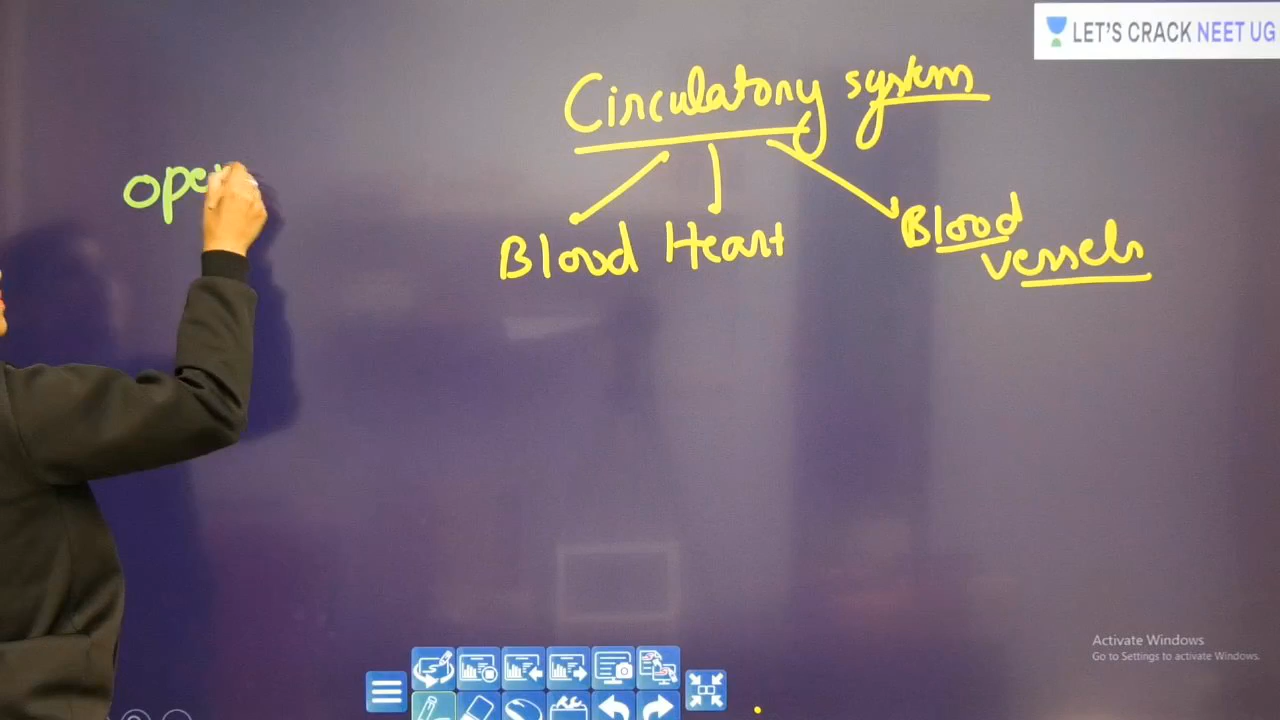 LET'S CRACK NEET UG
Circulatory system
Blood Heart Blood
vessels
Activate Windows
Go to Settings to activate Windows.